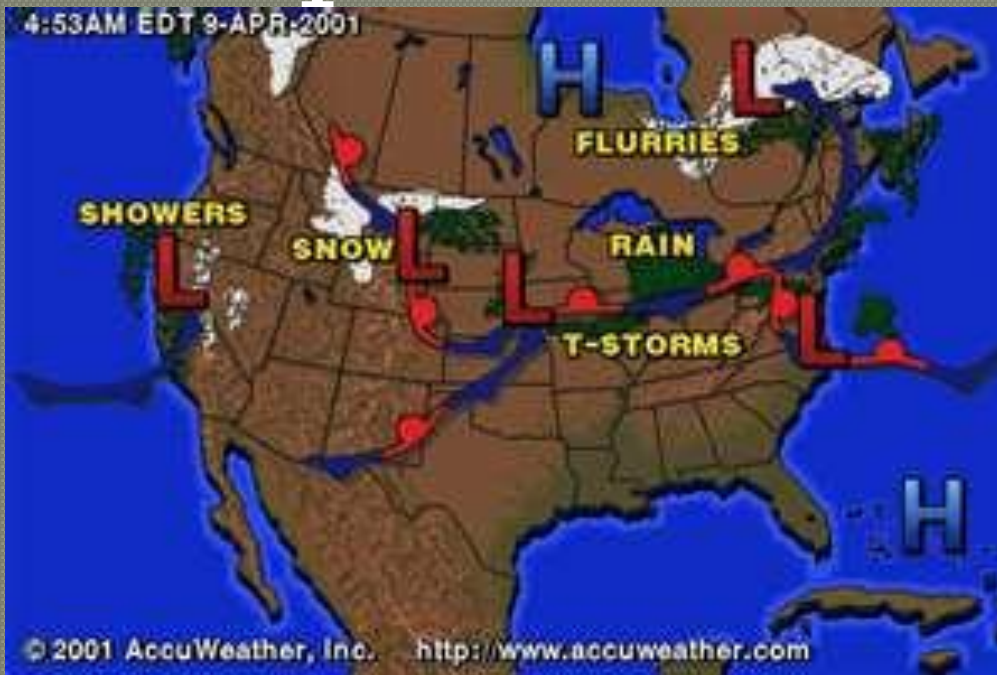 4:53AM EDT 9-APR-2001
H
L
FLURRIES
SHOWERS
SNOW
RAIN
L
L
L
T-STORMS
L
H
© 2001 AccuWeather, Inc. http://www.accuweather.com